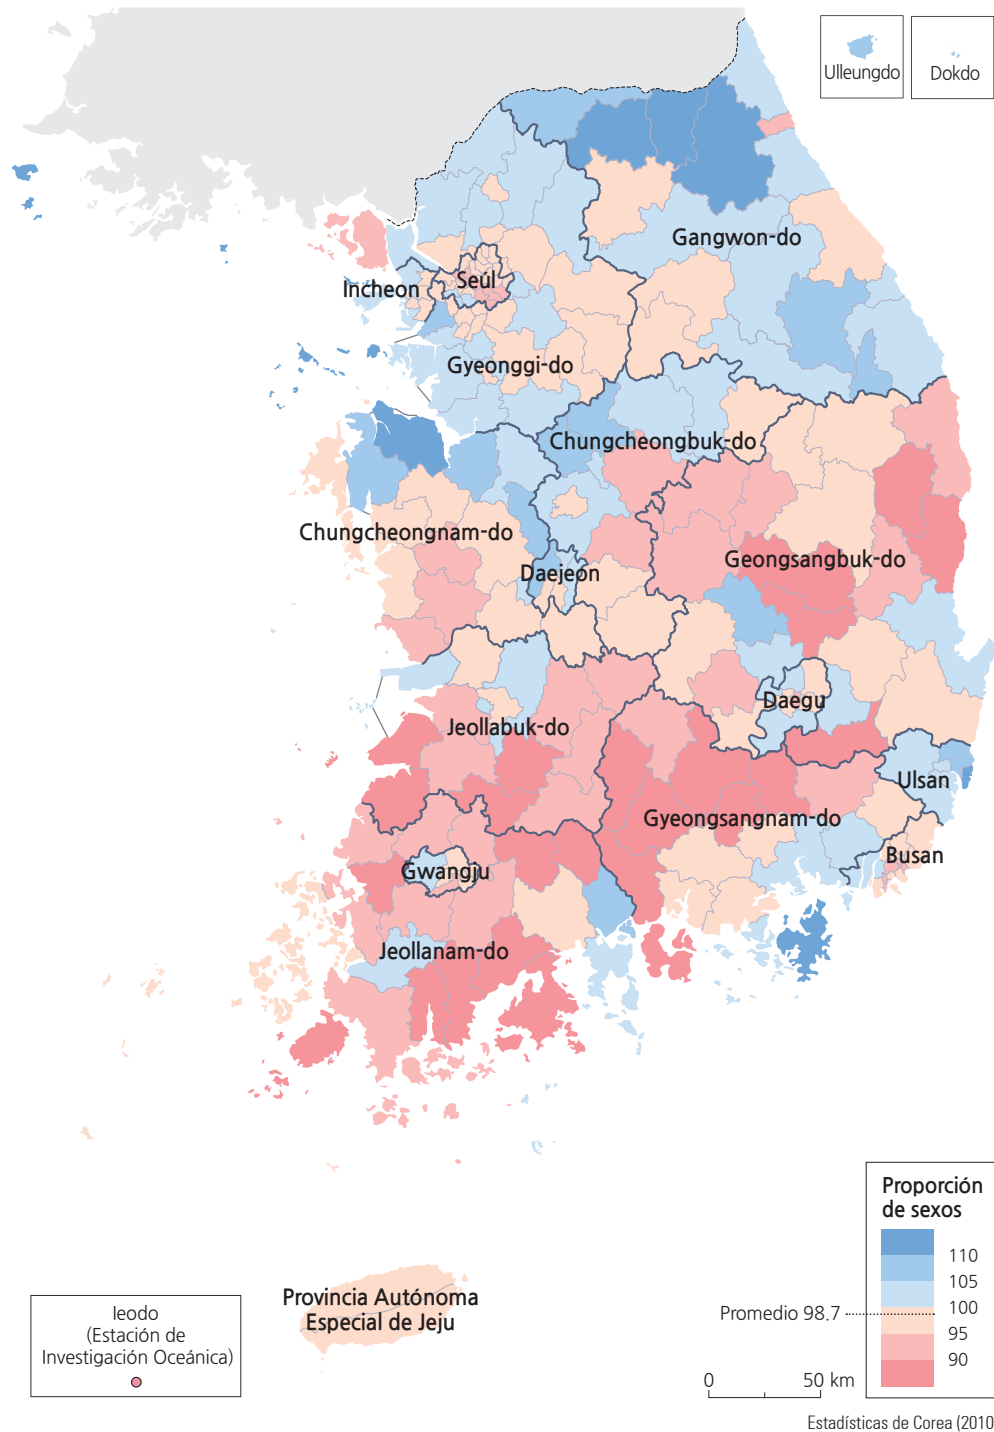 Ulleungdo
Dokdo
Gangwon-do
Incheon
Seúl
Gyeonggi-do
Chungcheongbuk-do
Chungcheongnam-do
Daejeon
Geongsangbuk-do
Daegu
Jeollabuk-do
Ulsan
Gyeongsangnam-do
Busan
Gwangju
Jeollanam-do
Provincia Autónoma
Especial de Jeju
Ieodo
(Estación de
Investigación Oceánica)
Proporción
de sexos
110
105
100
Promedio 98.7
95
90
0 50 km
Estadísticas de Corea (2010